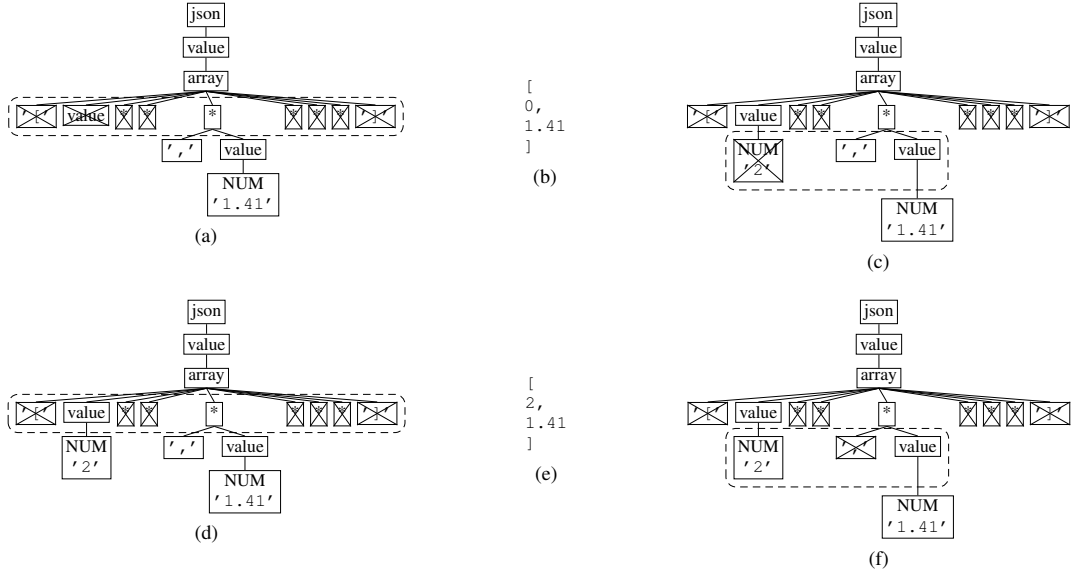 json
value
array
'[' value * * * * * * ']'
',' value
NUM
'1.41'
(a)
[
0,
1.41
]
(b)
json
value
array
'[' value * * * * * * ']'
NUM
'2'
',' value
NUM
'1.41'
(c)
json
value
array
'[' value * * * * * * ']'
NUM
'2'
',' value
NUM
'1.41'
(d)
[
2,
1.41
]
(e)
json
value
array
'[' value * * * * * * ']'
NUM
'2'
',' value
NUM
'1.41'
(f)